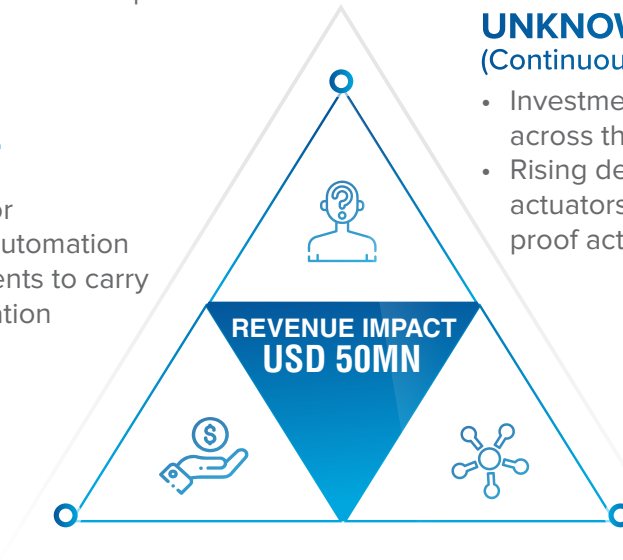 UNKNOW
(Continuou
• Investme
across th
• Rising de
actuators
proof act
or
utomation
ents to carry
ation
REVENUE IMPACT
USD 50MN